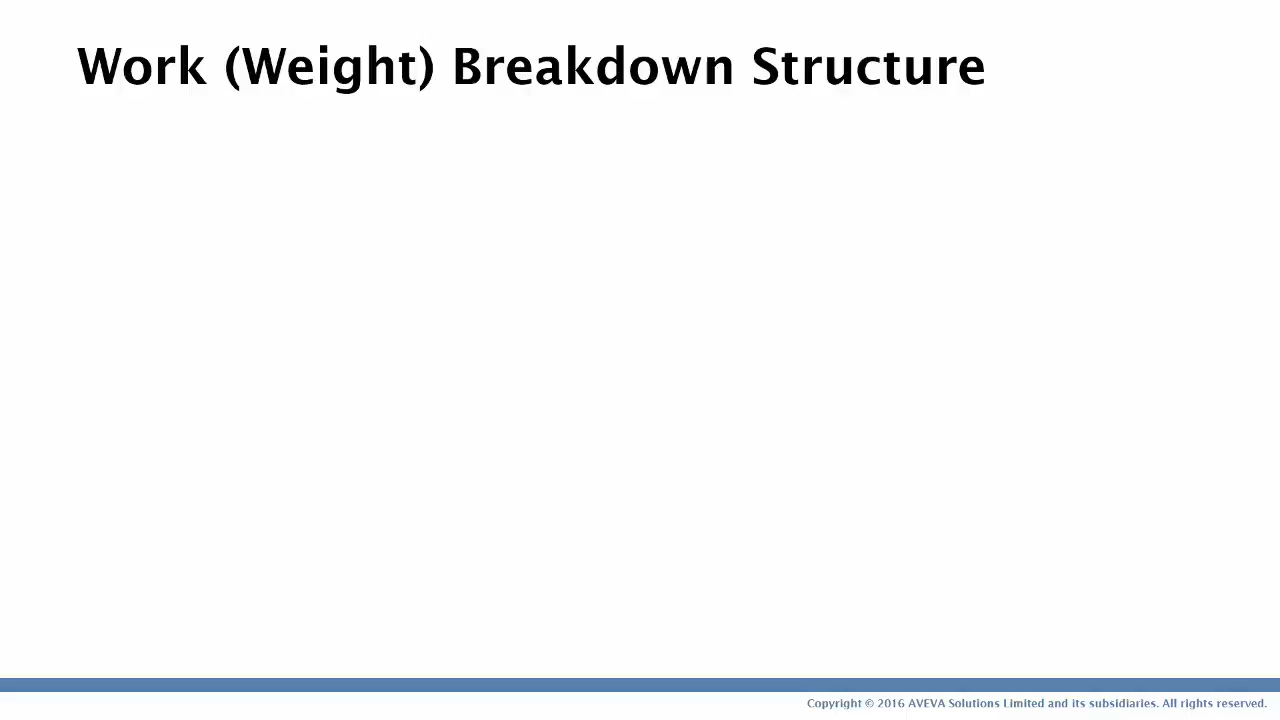 Work (Weight) Breakdown Structure
Copyright © 2016 AVEVA Solutions Limited and its subsidiaries. All rights reserved.